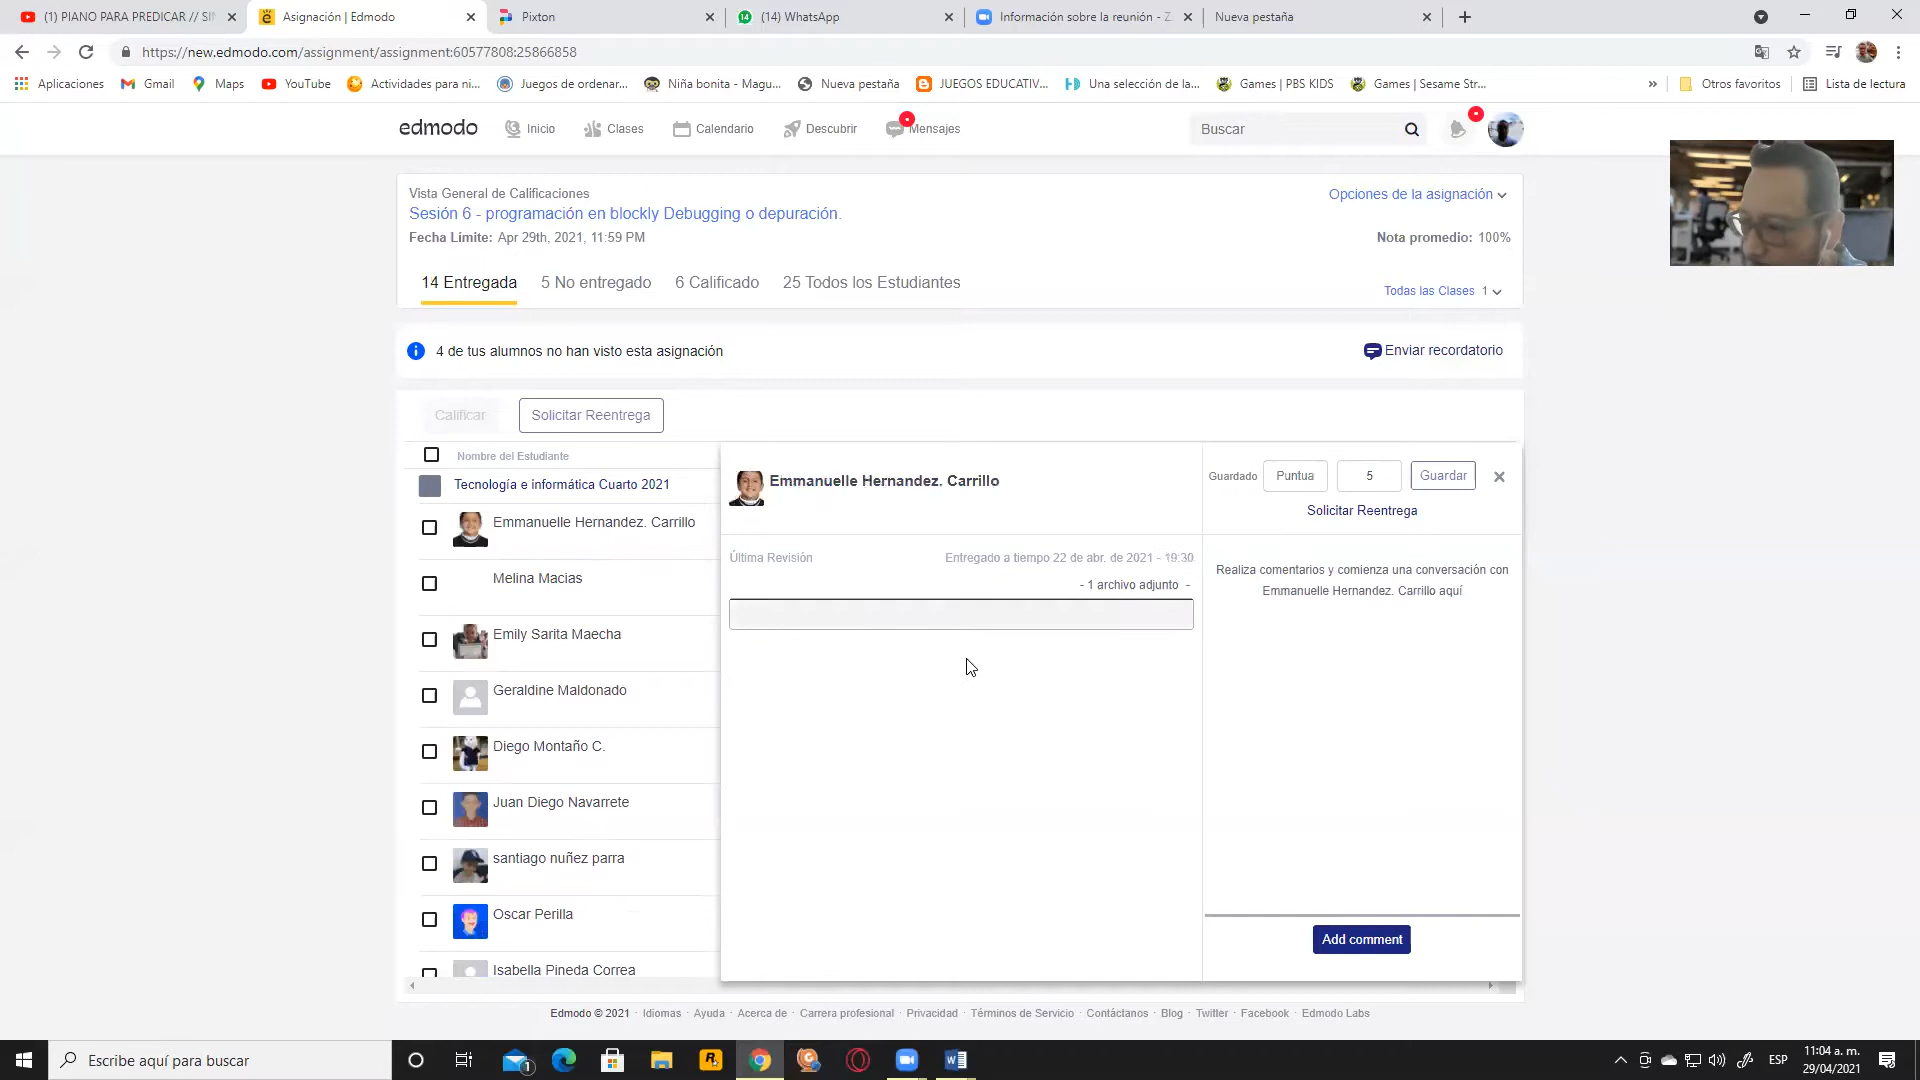 (1) PIANO PARA PREDICAR // SIN
Asignación | Edmodo
Pixton
(14) WhatsApp
Información sobre la reunión - Z
Nueva pestaña
https://new.edmodo.com/assignment/assignment:60577808:25866858
Aplicaciones
Gmail
Maps
YouTube
Actividades para ni...
Juegos de ordenar...
Niña bonita - Magu...
Nueva pestaña
JUEGOS EDUCATIV...
Una selección de la...
Games | PBS KIDS
Games | Sesame Str...
»
Otros favoritos
Lista de lectura
edmodo
Inicio
Clases
Calendario
Descubrir
Mensajes
Buscar
Vista General de Calificaciones
Opciones de la asignación
Sesión 6 - programación en blockly Debugging o depuración.
Fecha Limite: Apr 29th, 2021, 11:59 PM
Nota promedio: 100%
14 Entregada
5 No entregado
6 Calificado
25 Todos los Estudiantes
Todas las Clases 1
4 de tus alumnos no han visto esta asignación
Enviar recordatorio
Calificar
Solicitar Reentrega
Nombre del Estudiante
Tecnología e informática Cuarto 2021
Emmanuelle Hernandez. Carrillo
Melina Macias
Emily Sarita Maecha
Geraldine Maldonado
Diego Montaño C.
Juan Diego Navarrete
santiago nuñez parra
Oscar Perilla
Isabella Pineda Correa
Emmanuelle Hernandez. Carrillo
Guardado
Puntua
5
Guardar
Solicitar Reentrega
Última Revisión
Entregado a tiempo 22 de abr. de 2021 - 19:30
- 1 archivo adjunto -
Realiza comentarios y comienza una conversación con
Emmanuelle Hernandez. Carrillo aquí
Add comment
Edmodo © 2021 · Idiomas · Ayuda · Acerca de · Carrera profesional · Privacidad · Términos de Servicio · Contáctanos · Blog · Twitter · Facebook · Edmodo Labs
Escribe aquí para buscar
1
ESP
11:04 a. m.
29/04/2021